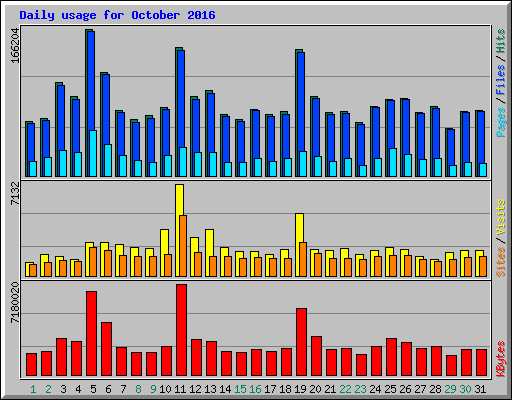 Daily usage for October 2016
166204
Pages / Files / Hits
7132
Sites / Visits
7180020
KBytes
1 2 3 4 5 6 7 8 9 10 11 12 13 14 15 16 17 18 19 20 21 22 23 24 25 26 27 28 29 30 31